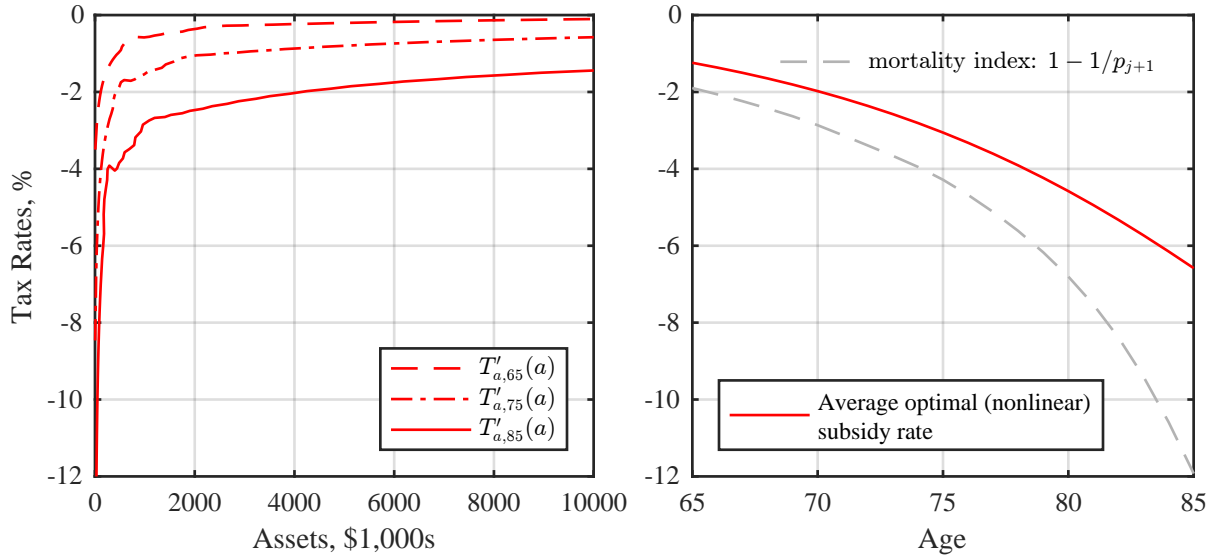 Tax Rates, %
0
-2
-4
-6
-8
-10
-12
0
2000
4000
6000
8000
10000
Assets, $1,000s
T′a,65(a)
T′a,75(a)
T′a,85(a)
0
-2
-4
-6
-8
-10
-12
65
70
75
80
85
Age
mortality index: 1 − 1/pj+1
Average optimal (nonlinear)
subsidy rate